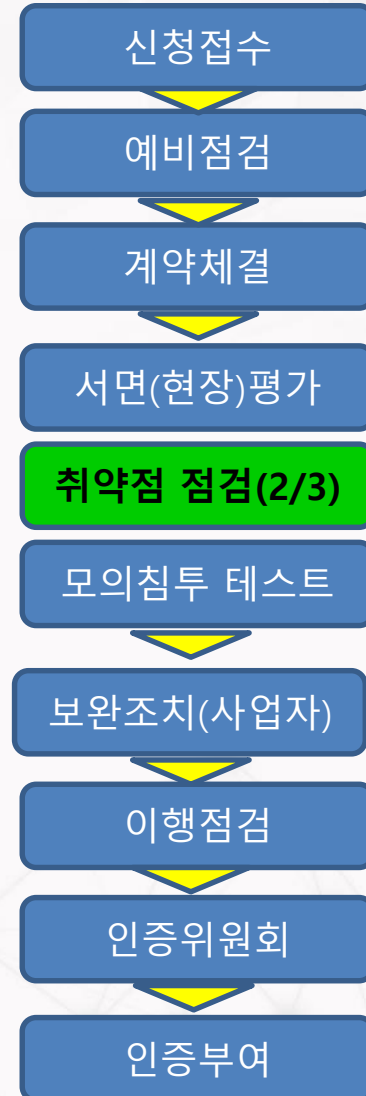 신청접수
예비점검
계약체결
서면(현장)평가
취약점 점검(2/3)
모의침투 테스트
보완조치(사업자)
이행점검
인증위원회
인증부여